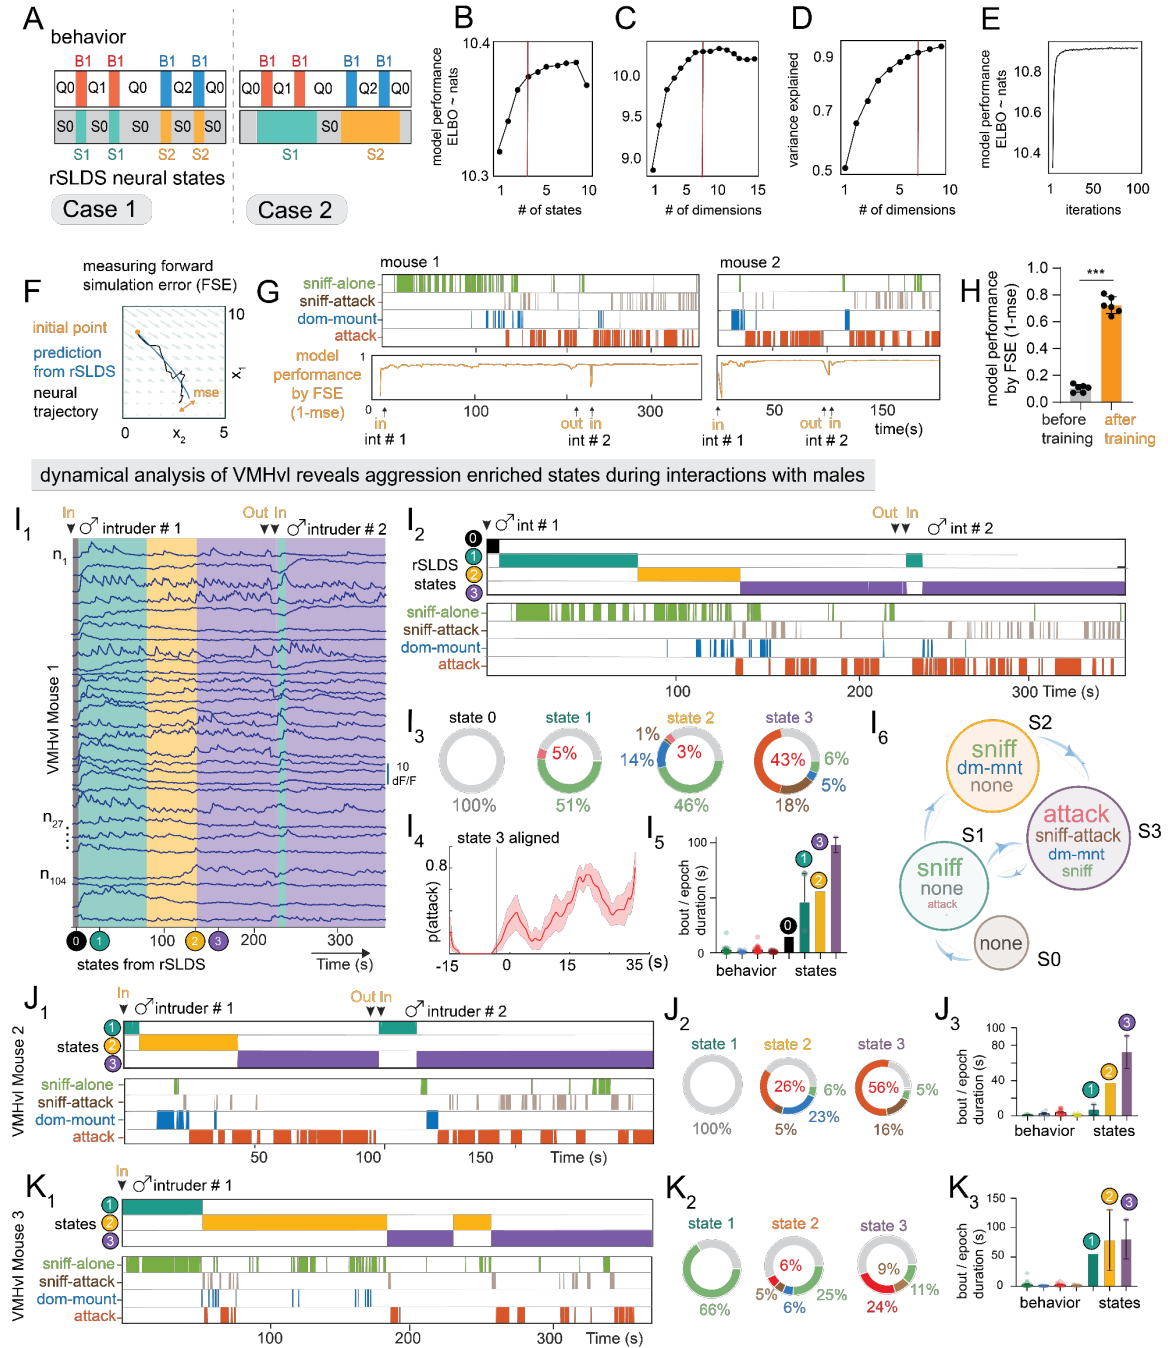 A
behavior
B1 B1 B1 B1
Q0 Q1 Q0 Q2 Q0
S0 S0 S0 S0
S1 S1 S2 S2
rSLDS neural states
Case 1
B1 B1 B1 B1
Q0 Q1 Q0 Q2 Q0
S0
S1 S2
Case 2
B
model performance
ELBO ~ nats
10.4
10.3
1 5 10
# of states
C
10.0
9.5
9.0
1 5 10 15
# of dimensions
D
variance explained
0.9
0.7
0.5
1 5 10
# of dimensions
E
model performance
ELBO ~ nats
10.8
10.4
1 50 100
iterations
F
measuring forward
simulation error (FSE)
initial point
prediction
from rSLDS
neural
trajectory
10
x1
mse
0 x2 5
G
mouse 1 mouse 2
sniff-alone
sniff-attack
dom-mount
attack
model
performance
by FSE
(1-mse)
1
0 100 300
50 150
in out in
int # 1 int # 2
in out in
int # 1 int # 2
time(s)
H
model performance
by FSE (1-mse)
1.0
0.8
0.6
0.4
0.2
0.0
***
before
training
after
training
dynamical analysis of VMHvl reveals aggression enriched states during interactions with males
I1
In Out In
♂ intruder # 1 ♂ intruder # 2
VMHvl Mouse 1
n1
n27
n104
10
dF/F
0 1 100 2 3 200 300
states from rSLDS Time (s)
I2
♂ int # 1 Out In ♂ int # 2
rSLDS
states
0
1
2
3
sniff-alone
sniff-attack
dom-mount
attack
100 200 300 Time (s)
I3
state 0 state 1 state 2 state 3
100%
5%
51%
1%
14%
3%
46%
43%
6%
5%
18%
I4
state 3 aligned
0.8
p(attack)
-15 0 15 35 (s)
I5
bout / epoch
duration (s)
100
0
0 1 2 3
behavior states
I6
S2
sniff
dm-mnt
none
S3
attack
sniff-attack
dm-mnt
sniff
S1
sniff
none
attack
S0
none
J1
In Out In
♂ intruder # 1 ♂ intruder # 2
VMHvl Mouse 2
states
1
2
3
sniff-alone
sniff-attack
dom-mount
attack
50 100 150 Time (s)
J2
state 1 state 2 state 3
100%
26%
6%
23%
5%
56%
5%
16%
J3
bout / epoch
duration (s)
100
80
40
0
1 2 3
behavior states
K1
In
♂ intruder # 1
VMHvl Mouse 3
states
1
2
3
sniff-alone
sniff-attack
dom-mount
attack
100 200 300 Time (s)
K2
state 1 state 2 state 3
66%
6%
5%
6%
25%
9%
11%
24%
K3
bout / epoch
duration (s)
150
100
50
0
1 2 3
behavior states